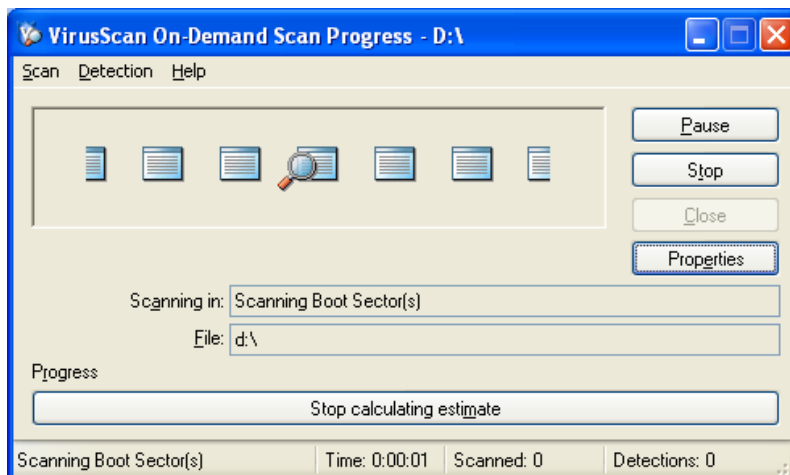 VirusScan On-Demand Scan Progress - D:\
Scan Detection Help
Pause
Stop
Close
Properties
Scanning in: Scanning Boot Sector(s)
File: d:\
Progress
Stop calculating estimate
Scanning Boot Sector(s) Time: 0:00:01 Scanned: 0 Detections: 0